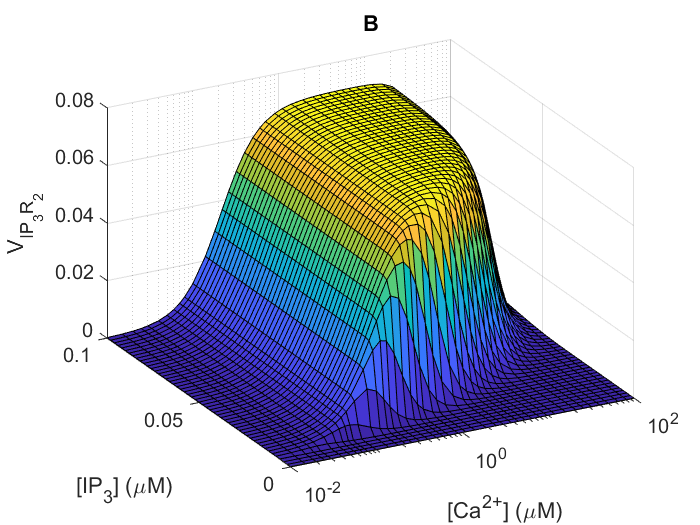 B
0.08
0.06
0.04
0.02
0
V_{IP_3R_2}
0.1
0.05
0
[IP_3] (μM)
10^{-2}
10^0
10^2
[Ca^{2+}] (μM)